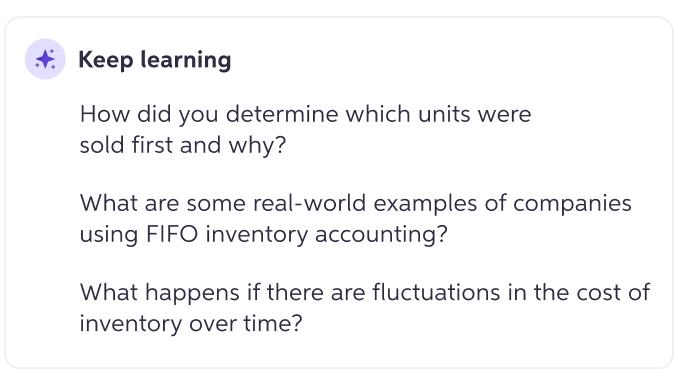 Keep learning
How did you determine which units were
sold first and why?
What are some real-world examples of companies
using FIFO inventory accounting?
What happens if there are fluctuations in the cost of
inventory over time?